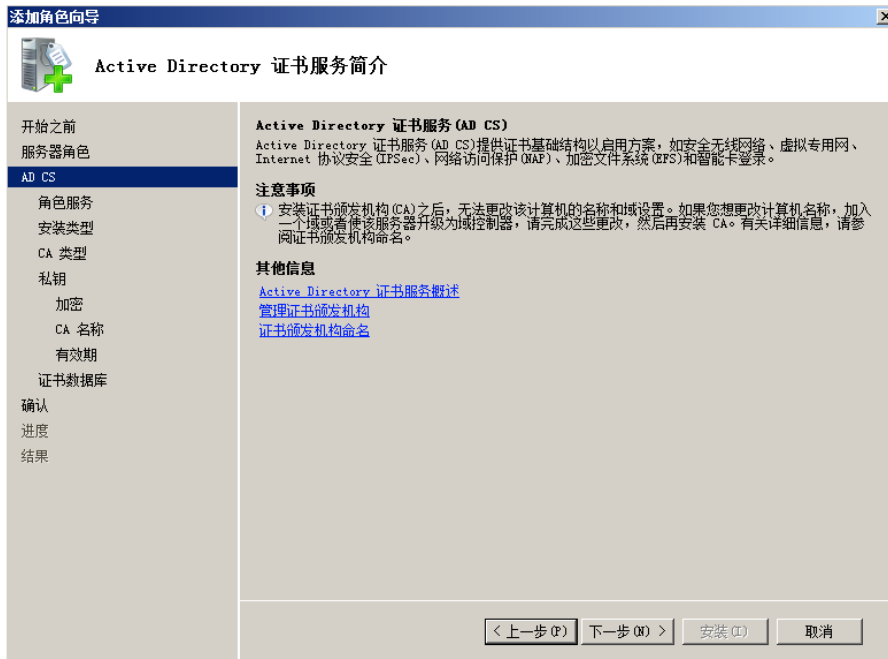 添加角色向导
Active Directory 证书服务简介
开始之前
服务器角色
AD CS
角色服务
安装类型
CA 类型
私钥
加密
CA 名称
有效期
证书数据库
确认
进度
结果
Active Directory 证书服务(AD CS)
Active Directory 证书服务(AD CS)提供证书基础结构以启用方案，如安全无线网络、虚拟专用网、
Internet 协议安全(IPSec)、网络访问保护(NAP)、加密文件系统(EFS)和智能卡登录。
注意事项
安装证书颁发机构(CA)之后，无法更改该计算机的名称和域设置。如果您想更改计算机名称，加入
一个域或者使该服务器升级为域控制器，请完成这些更改，然后再安装 CA。有关详细信息，请参
阅证书颁发机构命名。
其他信息
Active Directory 证书服务概述
管理证书颁发机构
证书颁发机构命名
< 上一步(P) 下一步(N) > 安装(I) 取消